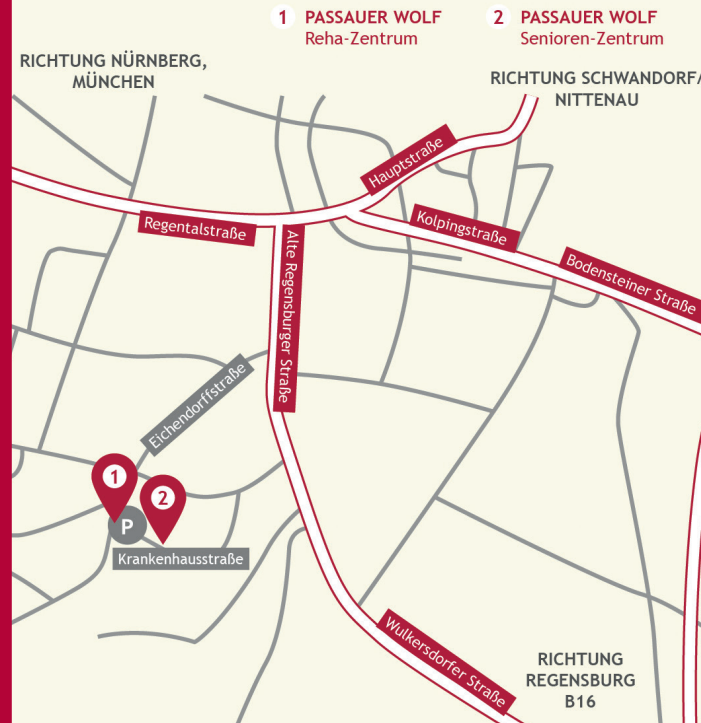 1 PASSAUER WOLF
Reha-Zentrum
2 PASSAUER WOLF
Senioren-Zentrum
RICHTUNG NÜRNBERG,
MÜNCHEN
RICHTUNG SCHWANDORF/
NITTENAU
Hauptstraße
Regentalstraße
Kolpingstraße
Alte Regensburger Straße
Bodensteiner Straße
Eichendorffstraße
1
2
P
Krankenhausstraße
Wulkersdorfer Straße
RICHTUNG
REGENSBURG
B16